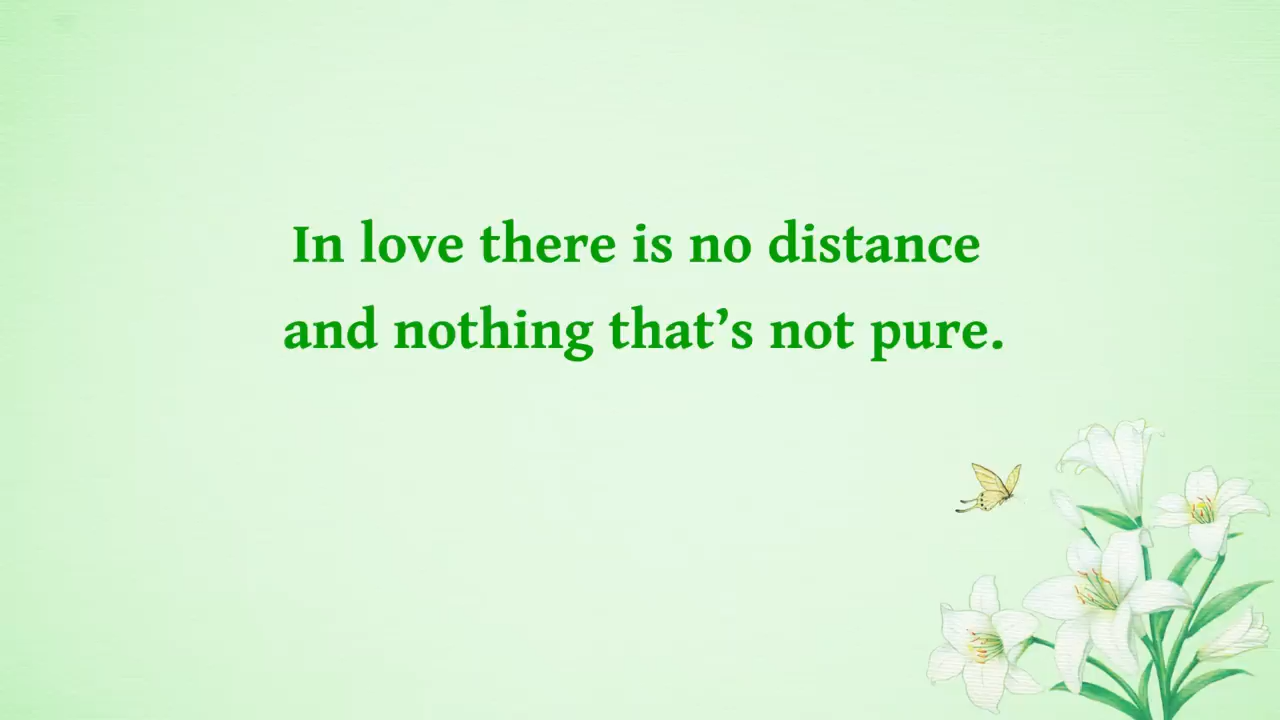 In love there is no distance
and nothing that’s not pure.